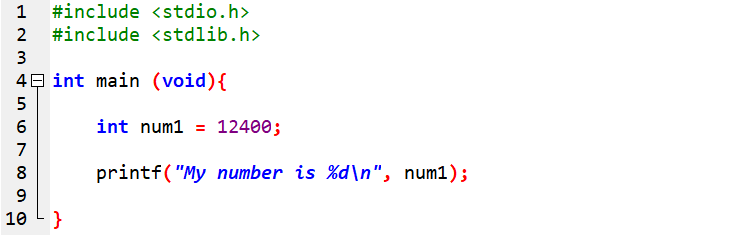 1 #include <stdio.h>
2 #include <stdlib.h>
3
4 int main (void){
5
6 int num1 = 12400;
7
8 printf("My number is %d\n", num1);
9
10 }